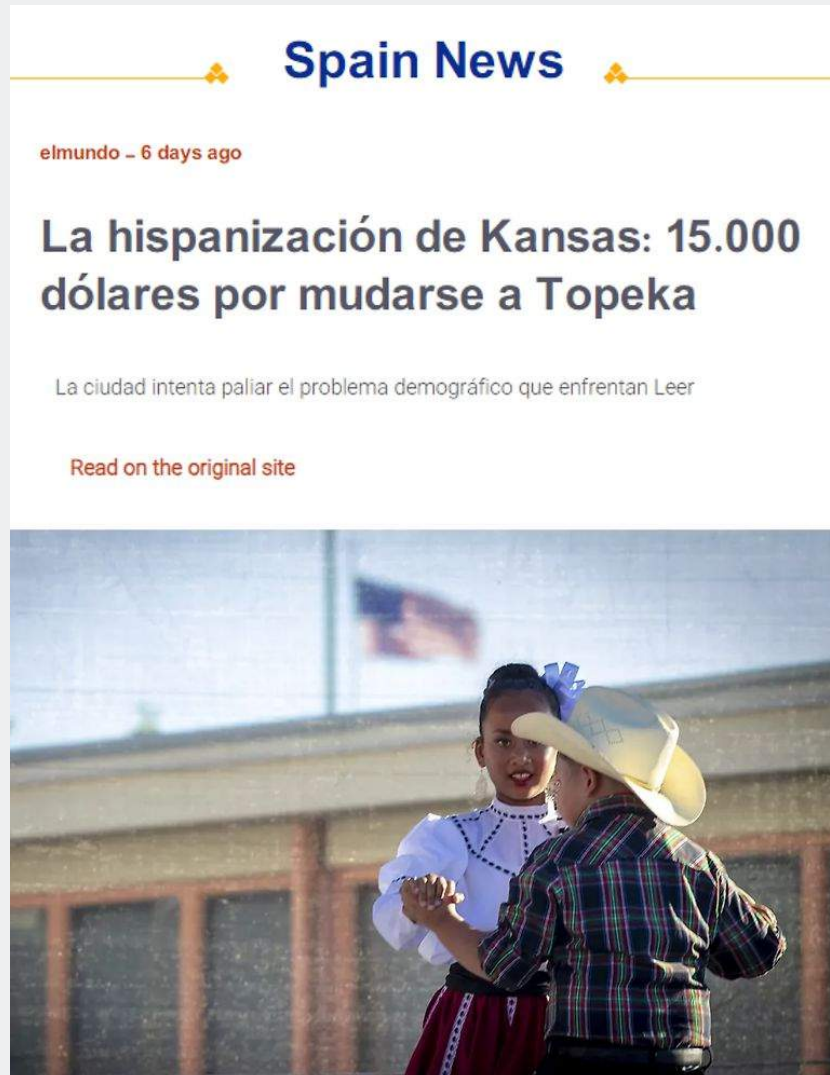 Spain News
elmundo - 6 days ago
La hispanización de Kansas: 15.000
dólares por mudarse a Topeka
La ciudad intenta paliar el problema demográfico que enfrentan Leer
Read on the original site